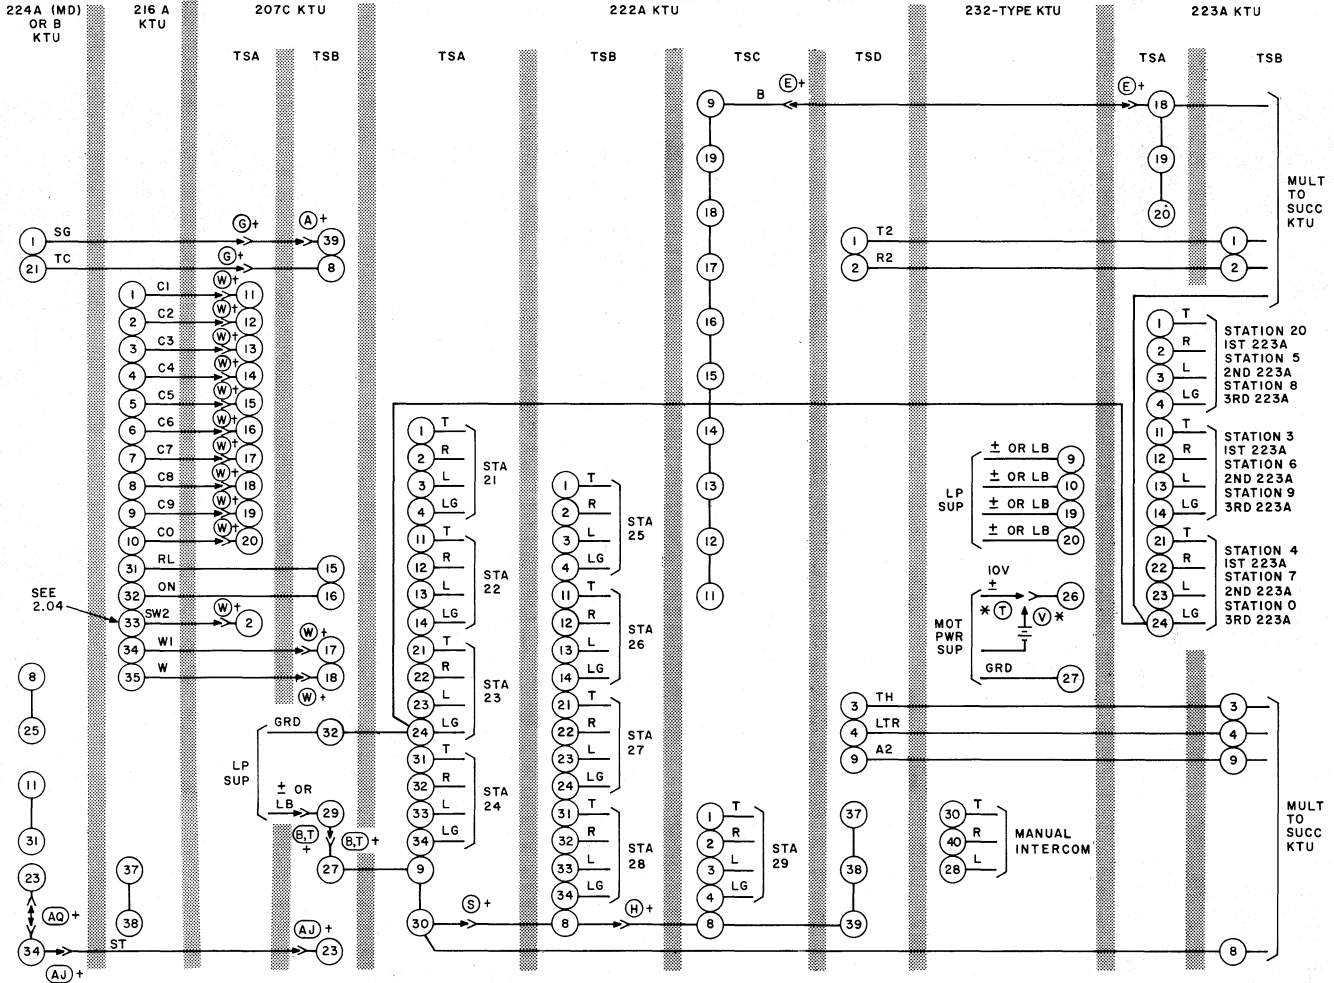 224A (MD)
OR B
KTU
216 A
KTU
207C KTU
222A KTU
232-TYPE KTU
223A KTU
TSA
TSB
TSA
TSB
TSC
TSD
TSA
TSB
9
B
E +
E +
18
19
19
18
20
MULT
TO
SUCC
KTU
1
SG
G +
A +
39
1
T2
1
21
TC
G +
8
17
2
R2
2
1
C1
W +
11
2
C2
W +
12
3
C3
W +
13
4
C4
W +
14
5
C5
W +
15
6
C6
W +
16
7
C7
W +
17
8
C8
W +
18
9
C9
W +
19
10
CO
W +
20
31
RL
15
32
ON
16
SEE
2.04
33
SW2
W +
2
34
W1
W +
17
35
W
W +
18
16
15
14
13
12
11
1
T
2
R
3
L
4
LG
STATION 20
1ST 223A
STATION 5
2ND 223A
STATION 8
3RD 223A
11
T
12
R
13
L
14
LG
STATION 3
1ST 223A
STATION 6
2ND 223A
STATION 9
3RD 223A
21
T
22
R
23
L
24
LG
STATION 4
1ST 223A
STATION 7
2ND 223A
STATION 0
3RD 223A
1
T
2
R
3
L
4
LG
STA
21
11
T
12
R
13
L
14
LG
STA
22
21
T
22
R
23
L
24
LG
STA
23
31
T
32
R
33
L
34
LG
STA
24
1
T
2
R
3
L
4
LG
STA
25
11
T
12
R
13
L
14
LG
STA
26
21
T
22
R
23
L
24
LG
STA
27
31
T
32
R
33
L
34
LG
STA
28
1
T
2
R
3
L
4
LG
STA
29
LP
SUP
± OR LB
9
± OR LB
10
± OR LB
19
± OR LB
20
MOT
PWR
SUP
10V
±
26
* T
V *
GRD
27
8
25
11
31
23
AQ +
34
AJ +
ST
AJ +
23
37
38
LP
SUP
GRD
32
± OR
LB
29
B,T
+
B,T +
27
9
30
S +
8
H +
8
3
TH
3
4
LTR
4
9
A2
9
37
38
39
30
T
40
R
28
L
MANUAL
INTERCOM
8
MULT
TO
SUCC
KTU